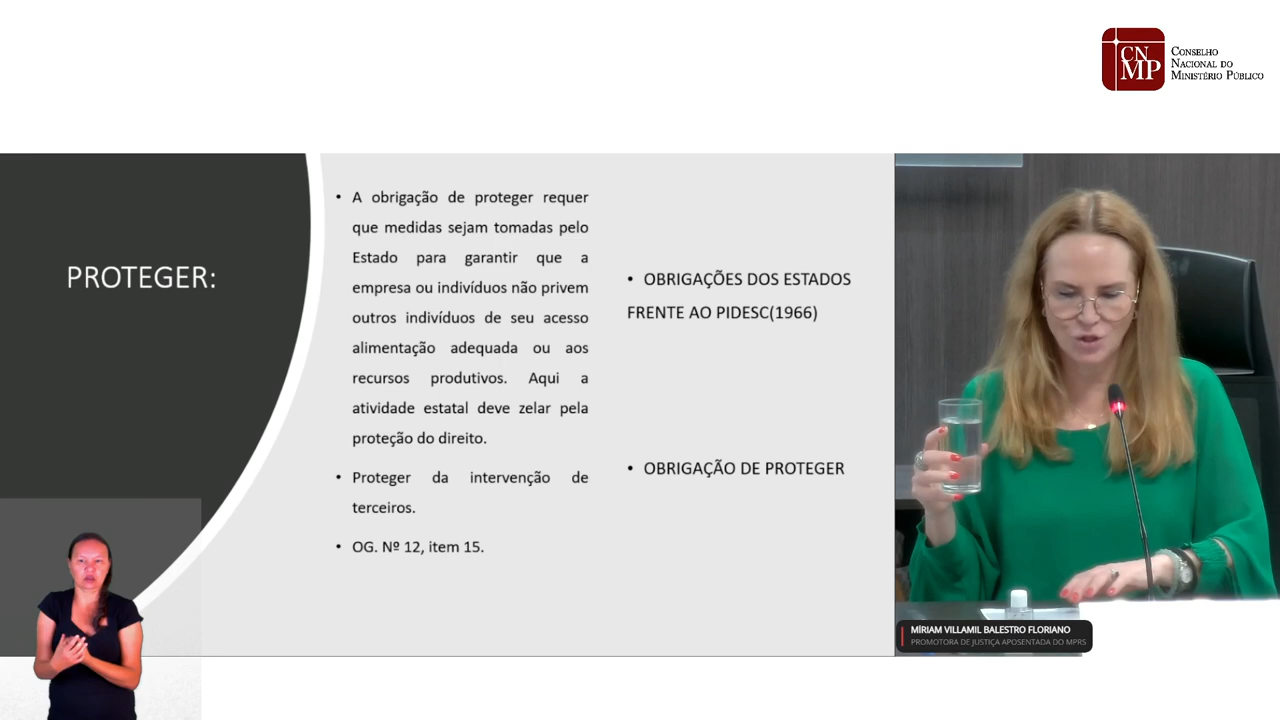 CN
MP
CONSELHO
NACIONAL DO
MINISTÉRIO PÚBLICO
PROTEGER:
• A obrigação de proteger requer
que medidas sejam tomadas pelo
Estado para garantir que a
empresa ou indivíduos não privem
outros indivíduos de seu acesso
alimentação adequada ou aos
recursos produtivos. Aqui a
atividade estatal deve zelar pela
proteção do direito.
• Proteger da intervenção de
terceiros.
• OG. Nº 12, item 15.
• OBRIGAÇÕES DOS ESTADOS
FRENTE AO PIDESC(1966)
• OBRIGAÇÃO DE PROTEGER
MÍRIAM VILLAMIL BALESTRO FLORIANO
PROMOTORA DE JUSTIÇA APOSENTADA DO MPRS